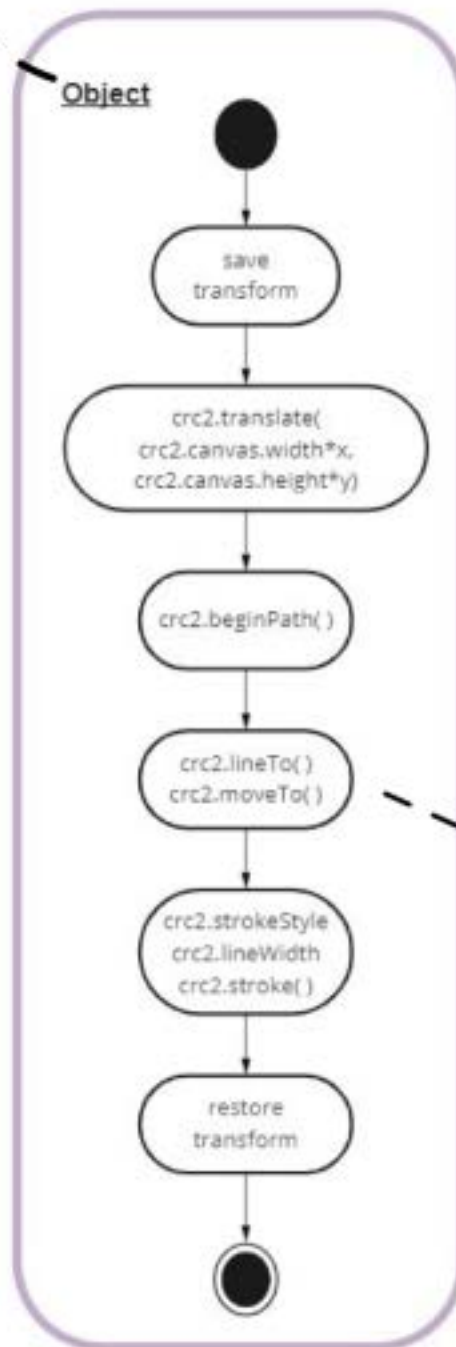 Object
save
transform
crc2.translate(
crc2.canvas.width*x,
crc2.canvas.height*y)
crc2.beginPath( )
crc2.lineTo( )
crc2.moveTo( )
crc2.strokeStyle
crc2.lineWidth
crc2.stroke( )
restore
transform